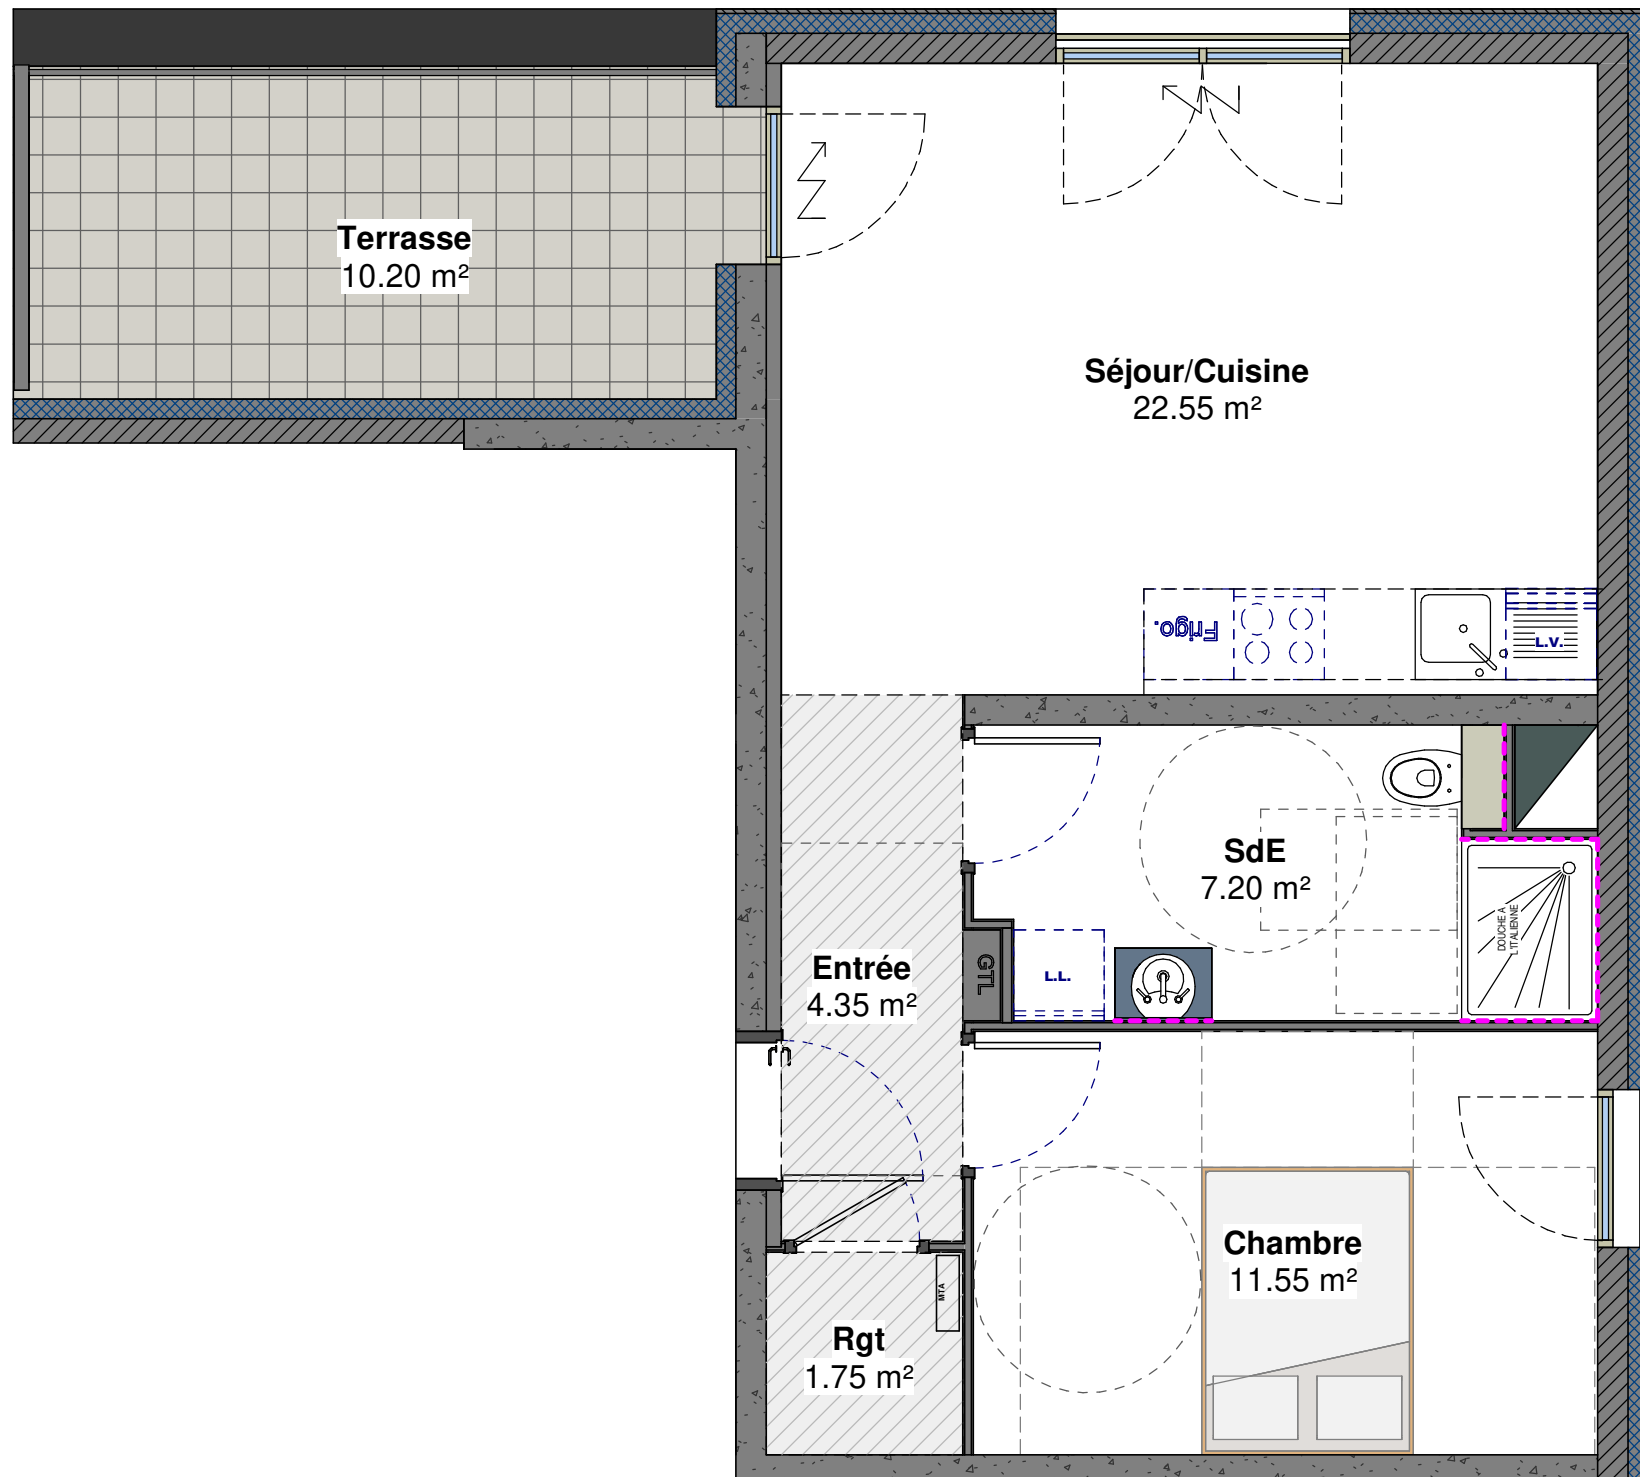 Terrasse
10.20 m²
Séjour/Cuisine
22.55 m²
Frigo.
L.V.
SdE
7.20 m²
DOUCHE A
L'ITALIENNE
Entrée
4.35 m²
GTL
L.L.
Chambre
11.55 m²
MTA
Rgt
1.75 m²